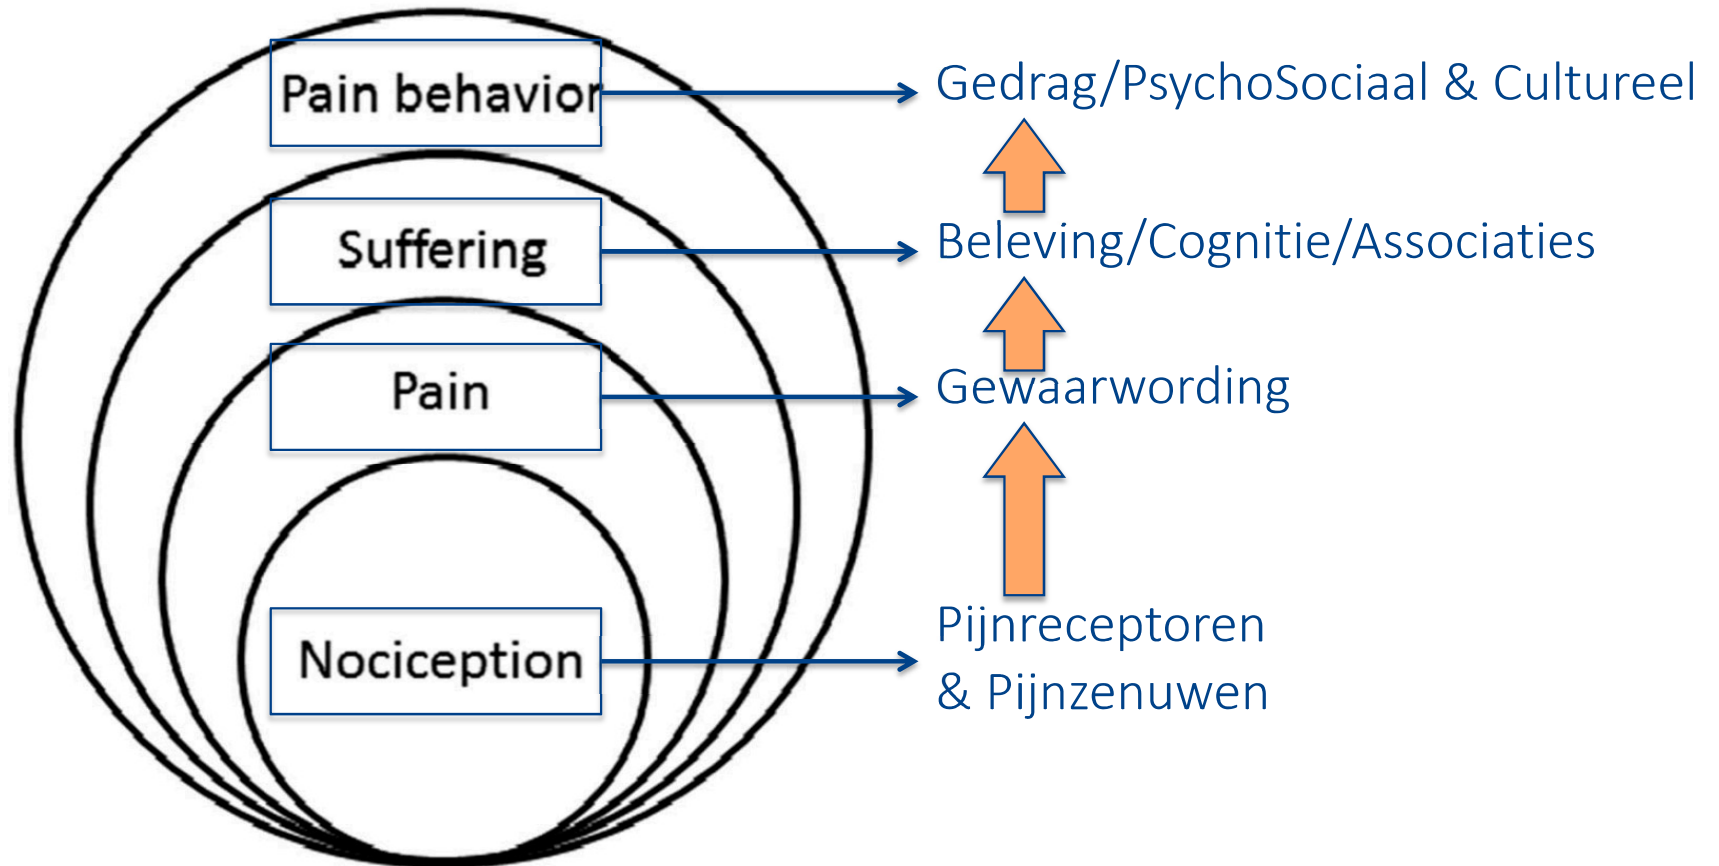 Pain behavior
Gedrag/PsychoSociaal & Cultureel
Suffering
Beleving/Cognitie/Associaties
Pain
Gewaarwording
Nociception
Pijnreceptoren
& Pijnzenuwen